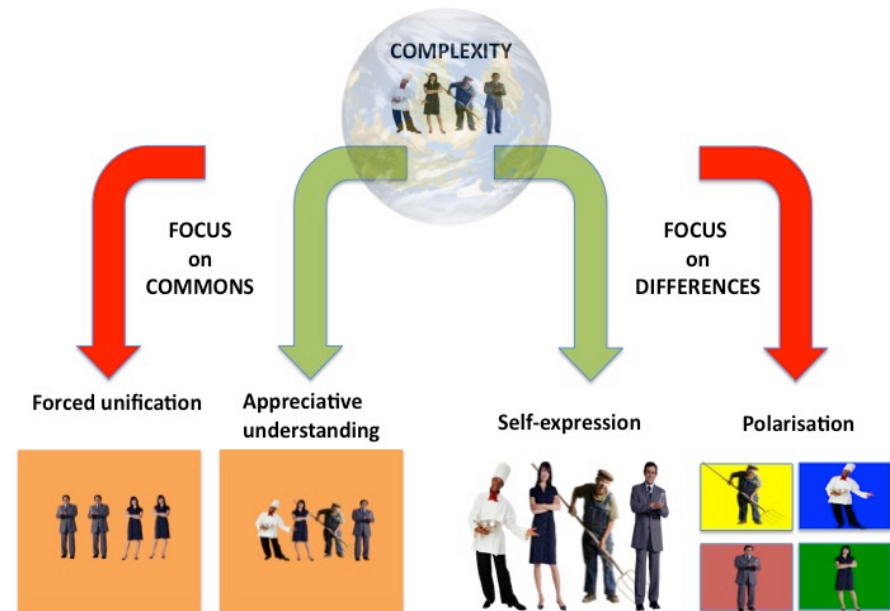 COMPLEXITY
FOCUS
on
COMMONS
FOCUS
on
DIFFERENCES
Forced unification
Appreciative
understanding
Self-expression
Polarisation